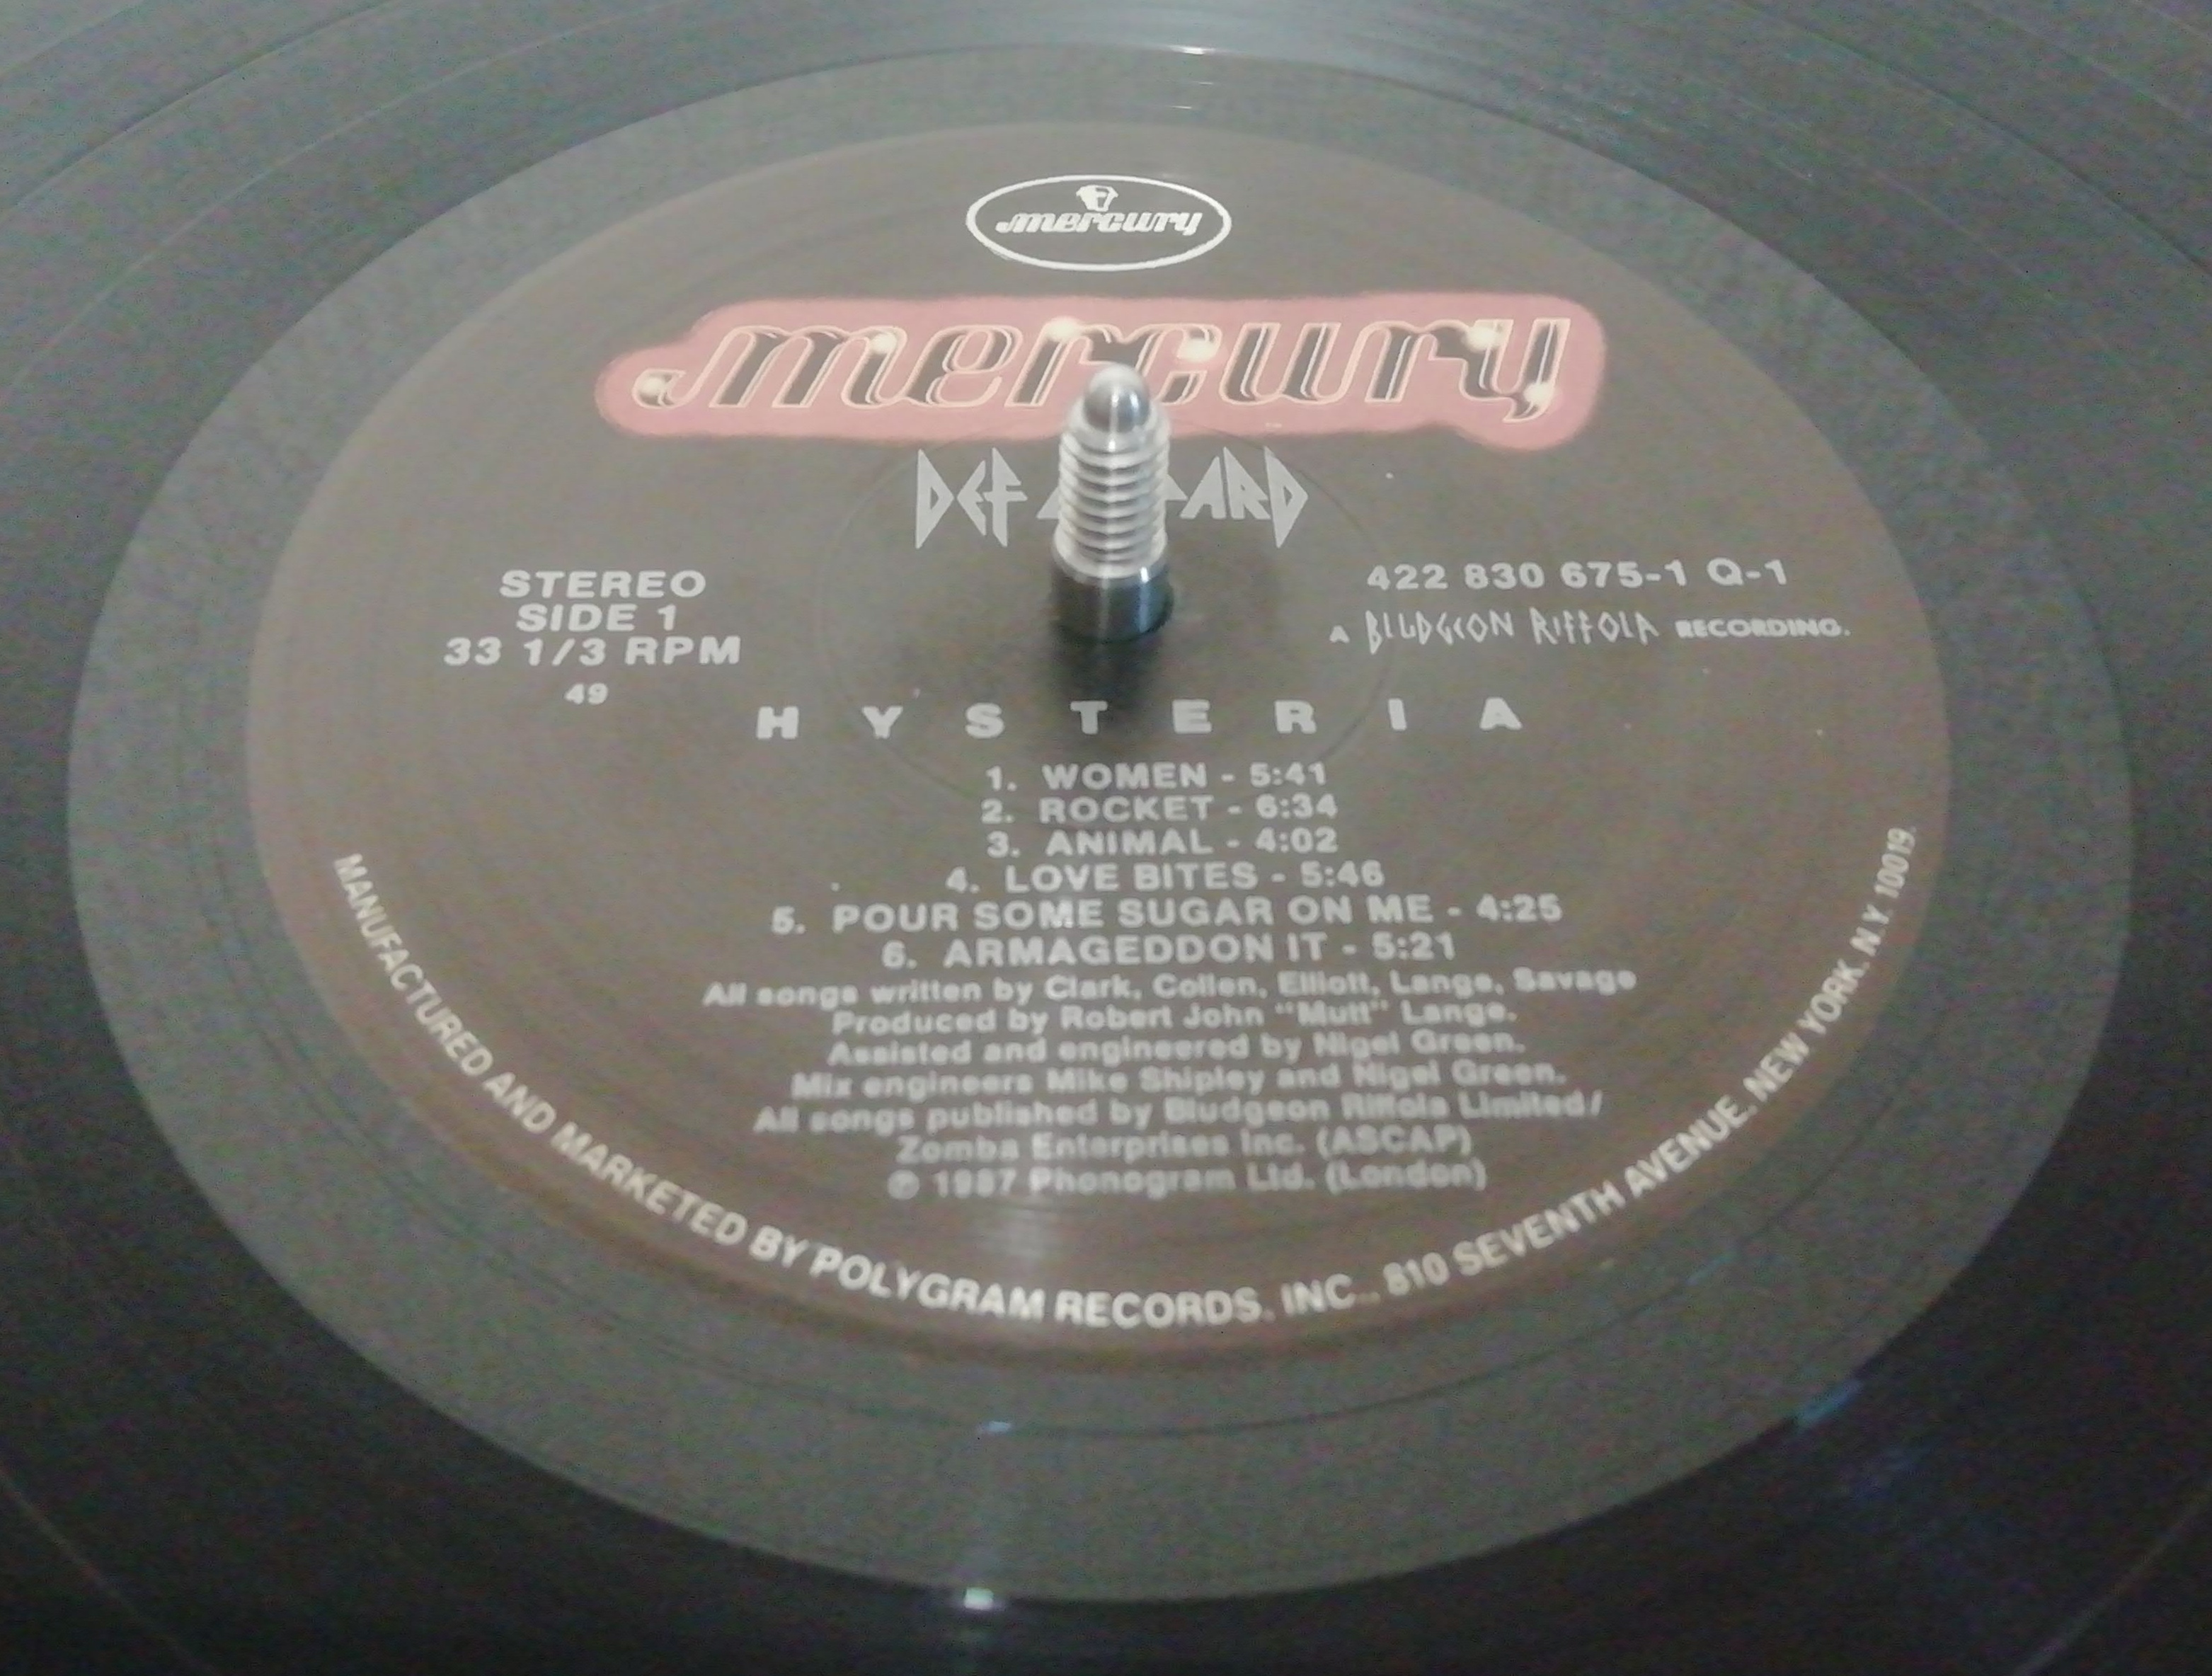 mercury
mercury
DEF
ARD
STEREO
SIDE 1
33 1/3 RPM
49
422 830 675-1 Q-1
A BLUDGEON RIFFOLA RECORDING.
HYSTERIA
1. WOMEN - 5:41
2. ROCKET - 6:34
3. ANIMAL - 4:02
4. LOVE BITES - 5:46
5. POUR SOME SUGAR ON ME - 4:25
6. ARMAGEDDON IT - 5:21
All songs written by Clark, Collen, Elliott, Lange, Savage
Produced by Robert John "Mutt" Lange.
Assisted and engineered by Nigel Green.
Mix engineers Mike Shipley and Nigel Green.
All songs published by Bludgeon Riffola Limited/
Zomba Enterprises Inc. (ASCAP)
℗ 1987 Phonogram Ltd. (London)
MANUFACTURED AND MARKETED BY POLYGRAM RECORDS, INC., 810 SEVENTH AVENUE, NEW YORK, N.Y. 10019.